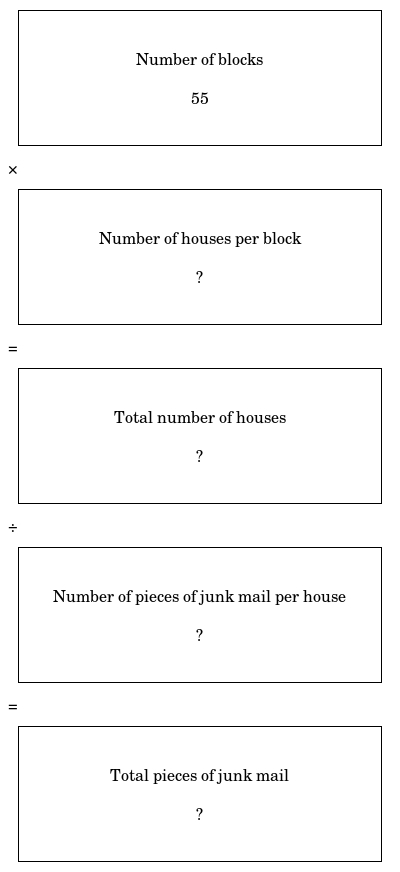 Number of blocks
55
×
Number of houses per block
?
=
Total number of houses
?
÷
Number of pieces of junk mail per house
?
=
Total pieces of junk mail
?